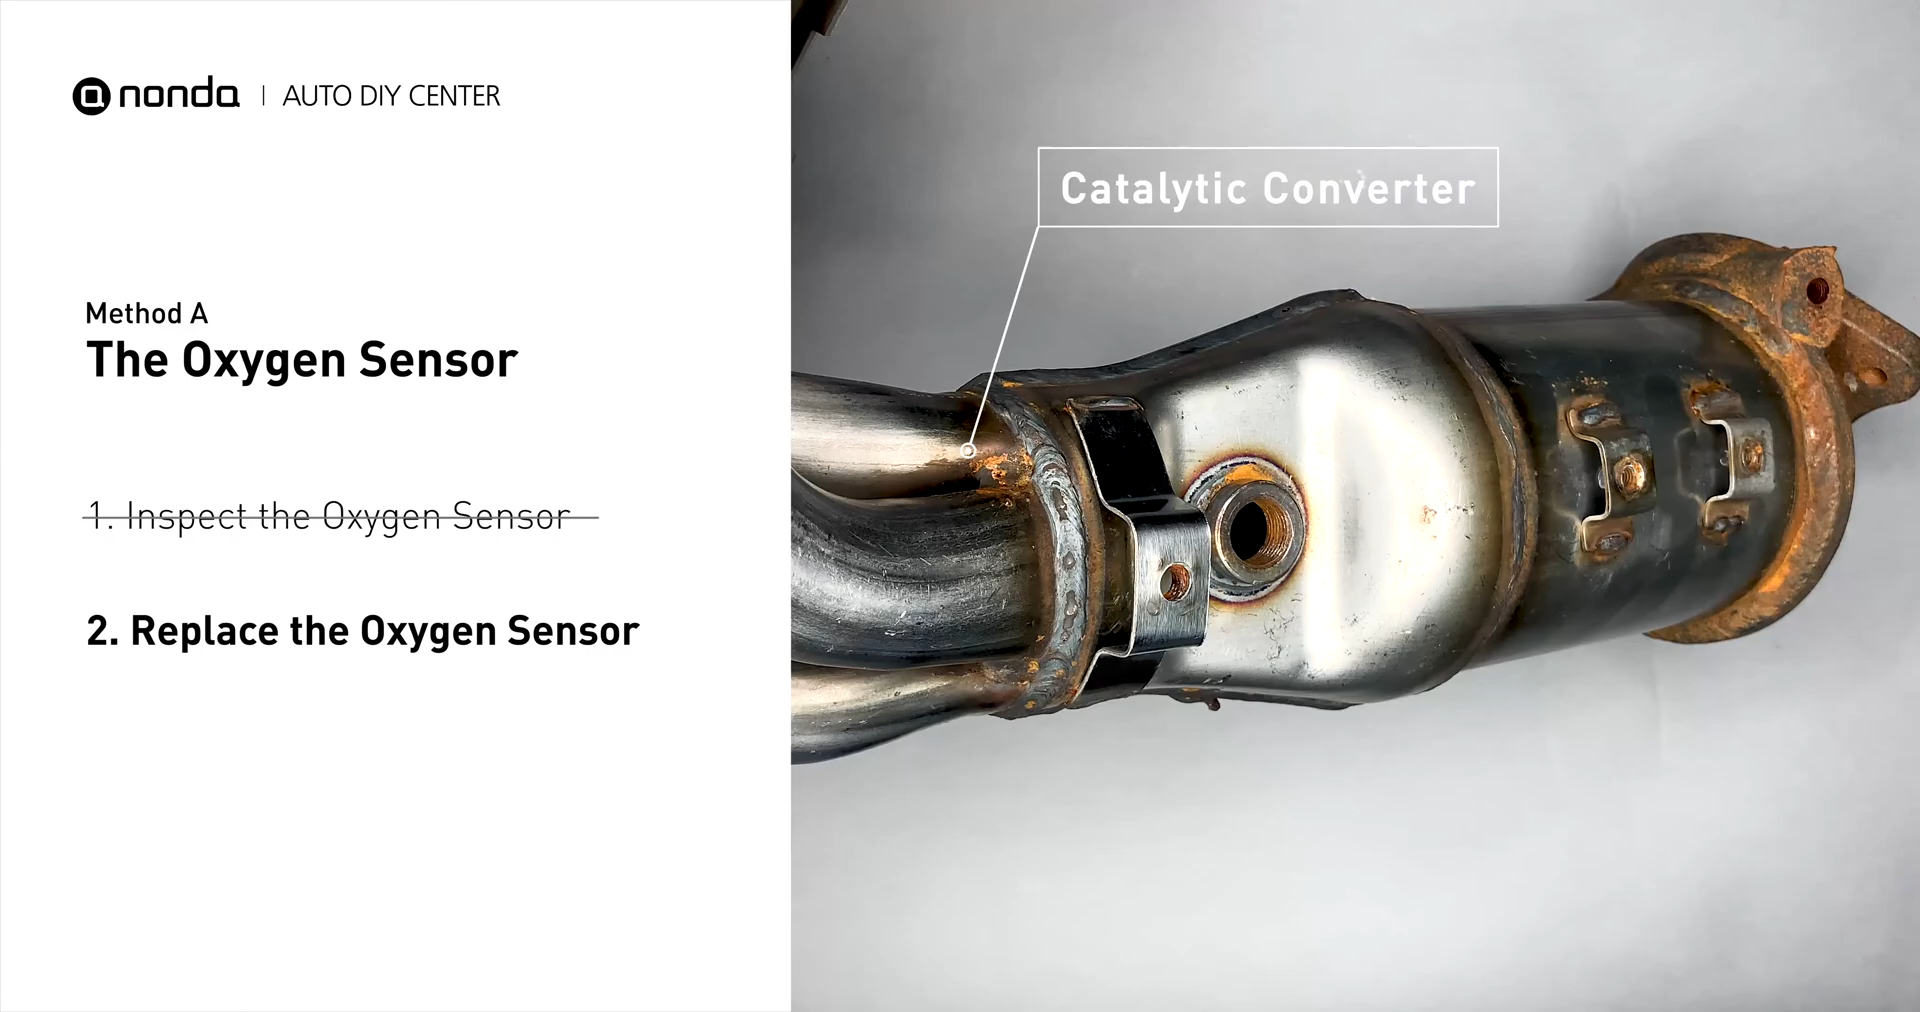 nonda | AUTO DIY CENTER
Method A
The Oxygen Sensor
1. Inspect the Oxygen Sensor
2. Replace the Oxygen Sensor
Catalytic Converter